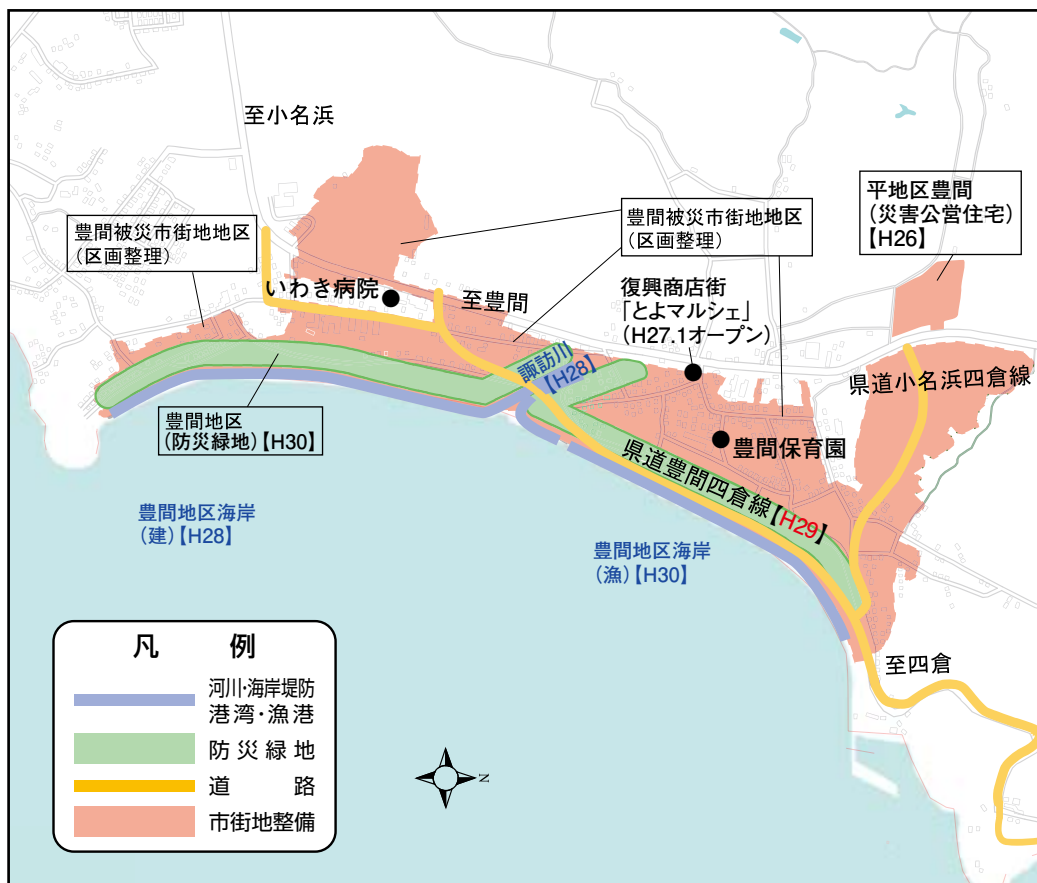 至小名浜
平地区豊間
(災害公営住宅)
【H26】
豊間被災市街地地区
(区画整理)
豊間被災市街地地区
(区画整理)
いわき病院
至豊間
復興商店街
「とよマルシェ」
(H27.1オープン)
諏訪川
【H28】
県道小名浜四倉線
豊間地区
(防災緑地)【H30】
豊間保育園
県道豊間四倉線【H29】
豊間地区海岸
(建)【H28】
豊間地区海岸
(漁)【H30】
至四倉
凡 例
河川・海岸堤防
港湾・漁港
防災緑地
道 路
市街地整備
N